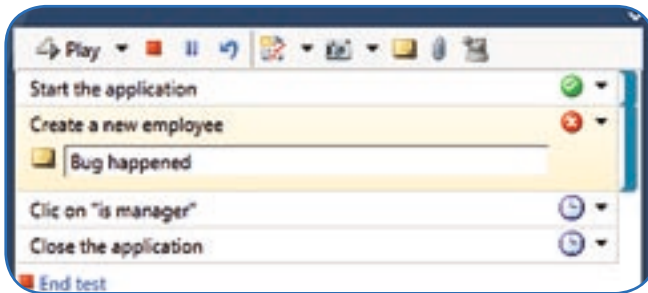 Play
Start the application
Create a new employee
Bug happened
Clic on "is manager"
Close the application
End test